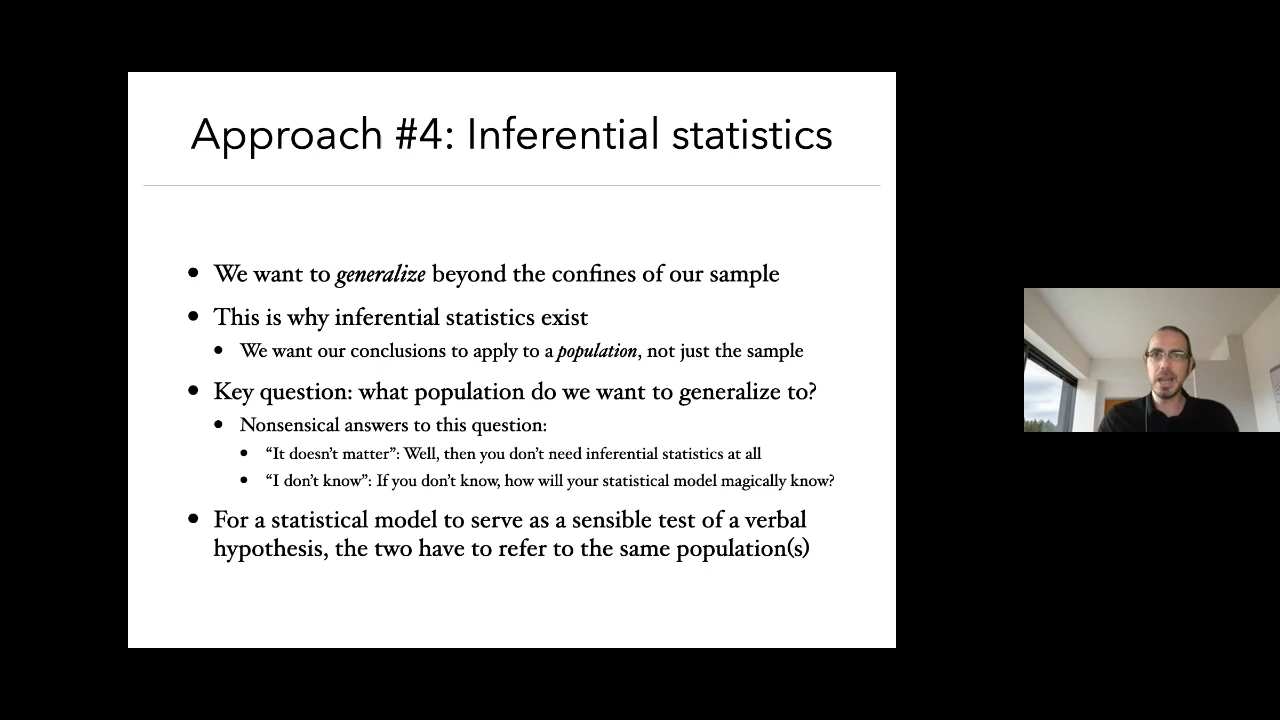 Approach #4: Inferential statistics
• We want to generalize beyond the confines of our sample
• This is why inferential statistics exist
• We want our conclusions to apply to a population, not just the sample
• Key question: what population do we want to generalize to?
• Nonsensical answers to this question:
• “It doesn’t matter”: Well, then you don’t need inferential statistics at all
• “I don’t know”: If you don’t know, how will your statistical model magically know?
• For a statistical model to serve as a sensible test of a verbal
hypothesis, the two have to refer to the same population(s)